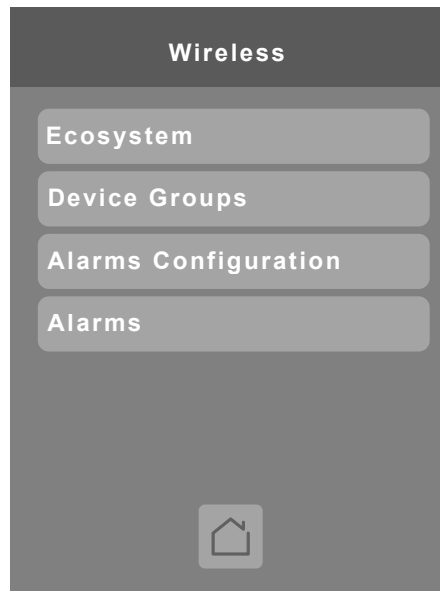 Wireless
Ecosystem
Device Groups
Alarms Configuration
Alarms